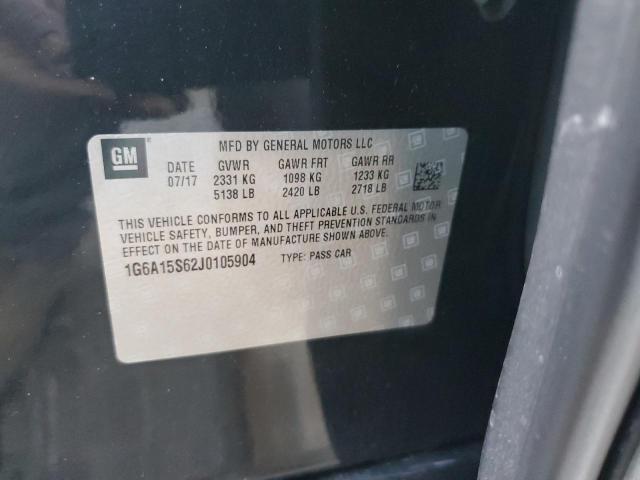 GM
MFD BY GENERAL MOTORS LLC
DATE GVWR GAWR FRT GAWR RR
07/17 2331 KG 1098 KG 1233 KG
5138 LB 2420 LB 2718 LB
THIS VEHICLE CONFORMS TO ALL APPLICABLE U.S. FEDERAL MOTOR
VEHICLE SAFETY, BUMPER, AND THEFT PREVENTION STANDARDS IN
EFFECT ON THE DATE OF MANUFACTURE SHOWN ABOVE.
1G6A15S62J0105904 TYPE: PASS CAR